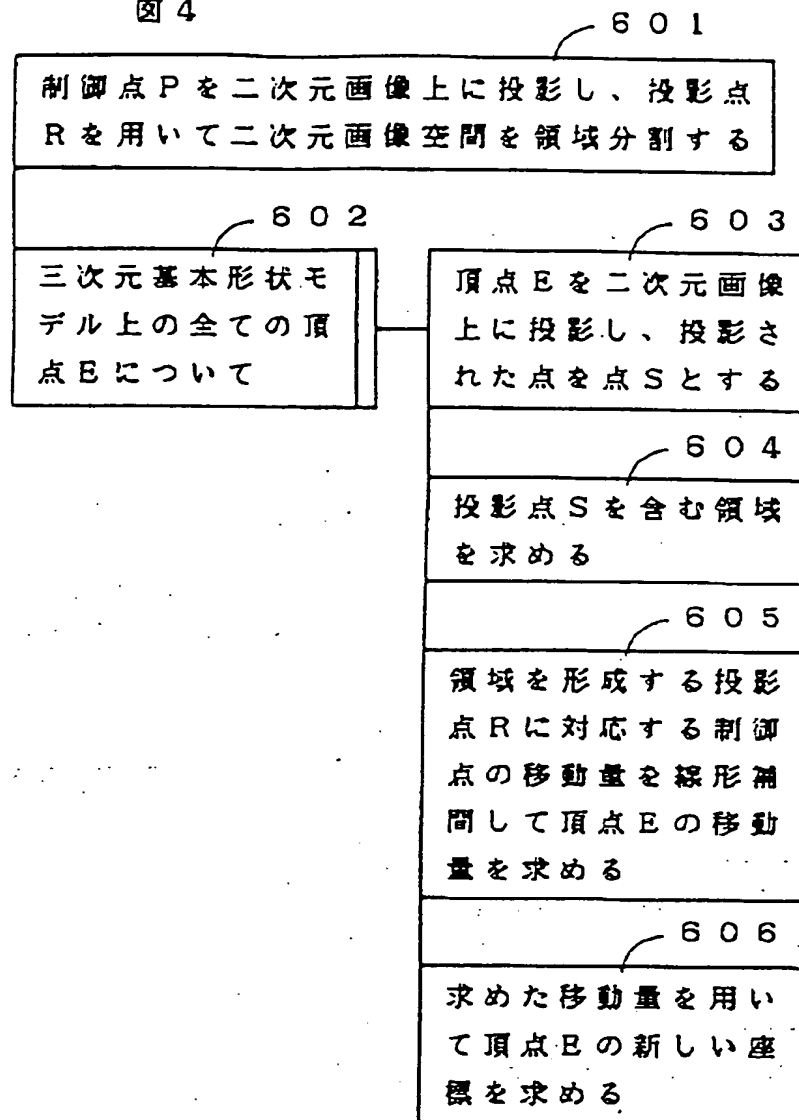 図4
601
制御点Pを二次元画像上に投影し、投影点
Rを用いて二次元画像空間を領域分割する
602
三次元基本形状モ
デル上の全ての頂
点Eについて
603
頂点Eを二次元画像
上に投影し、投影さ
れた点を点Sとする
604
投影点Sを含む領域
を求める
605
領域を形成する投影
点Rに対応する制御
点の移動量を線形補
間して頂点Eの移動
量を求める
606
求めた移動量を用い
て頂点Eの新しい座
標を求める